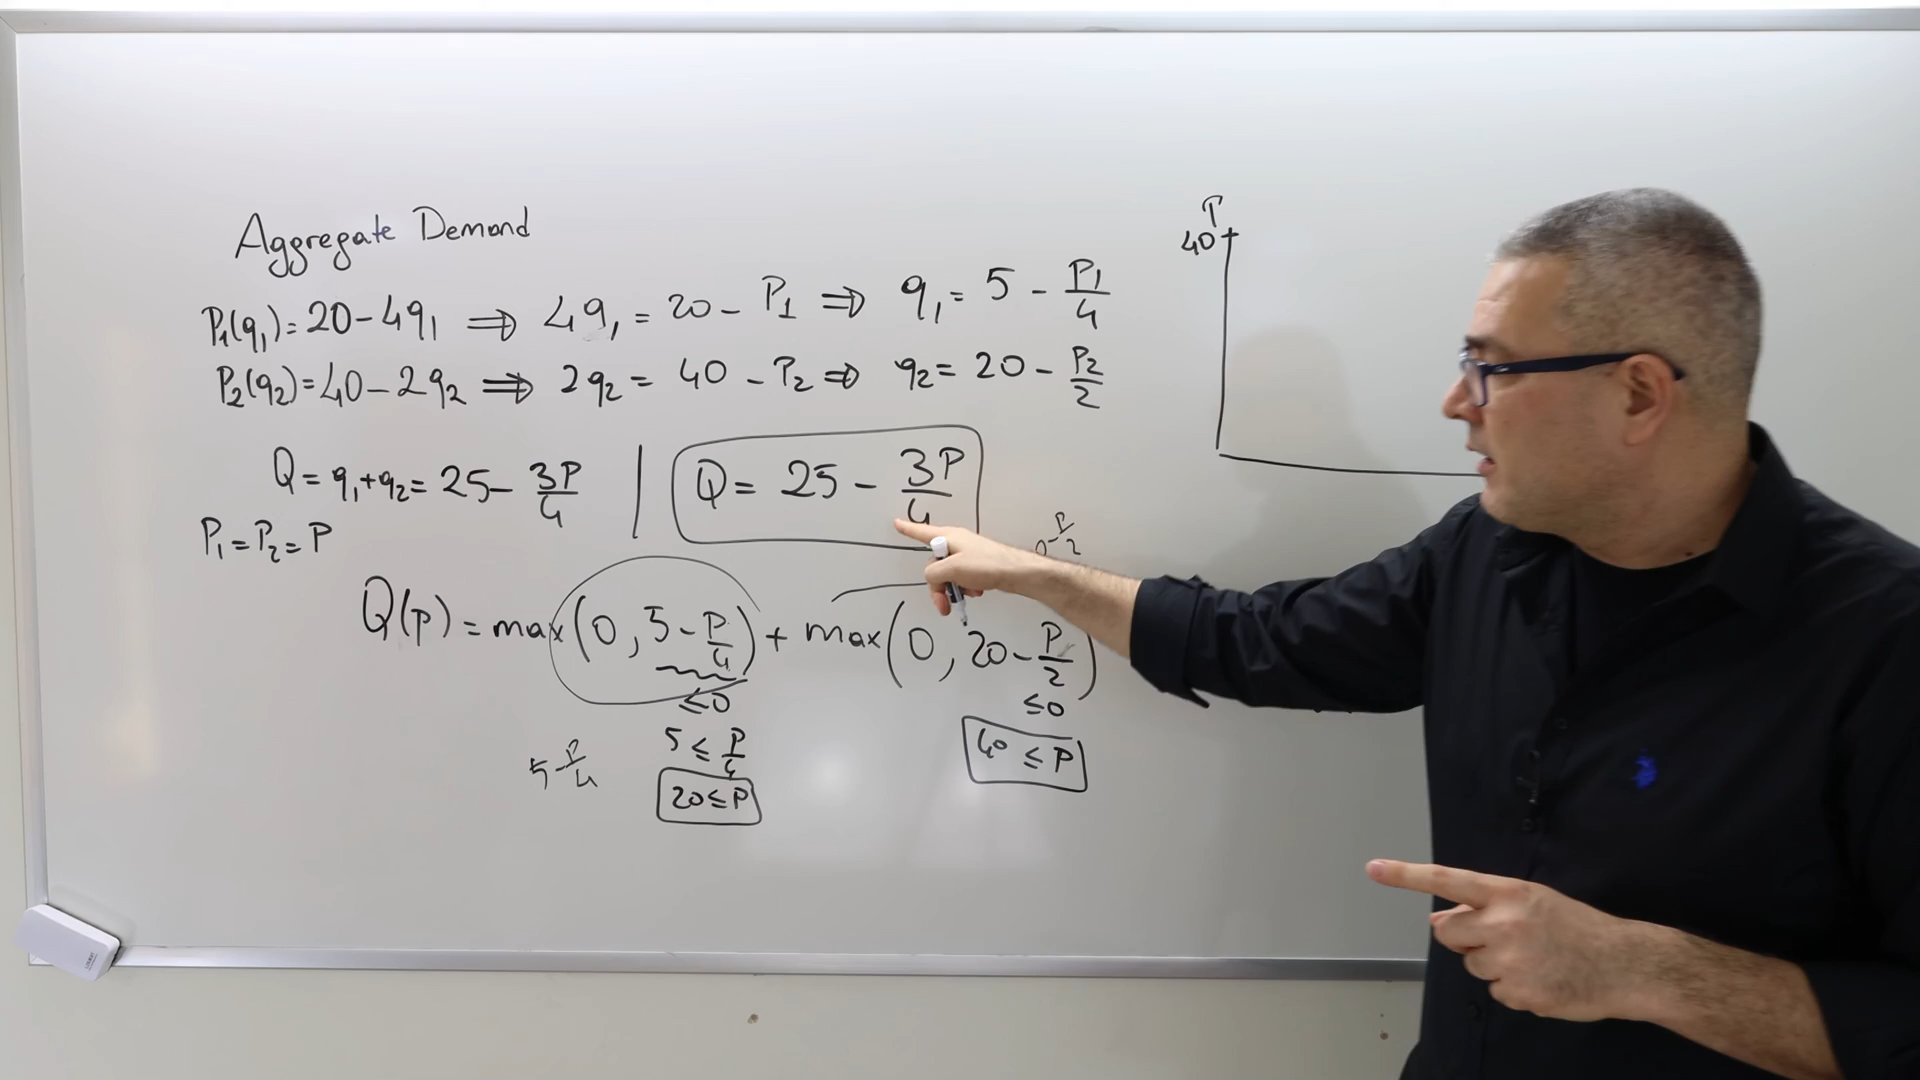 Aggregate Demand
P₁(q₁) = 20 - 4q₁ ⇒ 4q₁ = 20 - P₁ ⇒ q₁ = 5 - P₁/4
P₂(q₂) = 40 - 2q₂ ⇒ 2q₂ = 40 - P₂ ⇒ q₂ = 20 - P₂/2
Q = q₁ + q₂ = 25 - 3P/4 | Q = 25 - 3P/4
P₁ = P₂ = P
0 - P/2
Q(p) = max(0, 5 - P/4) + max(0, 20 - P/2)
≤0
5 ≤ P/4
20 ≤ P
5 - P/4
≤0
40 ≤ P
P
40